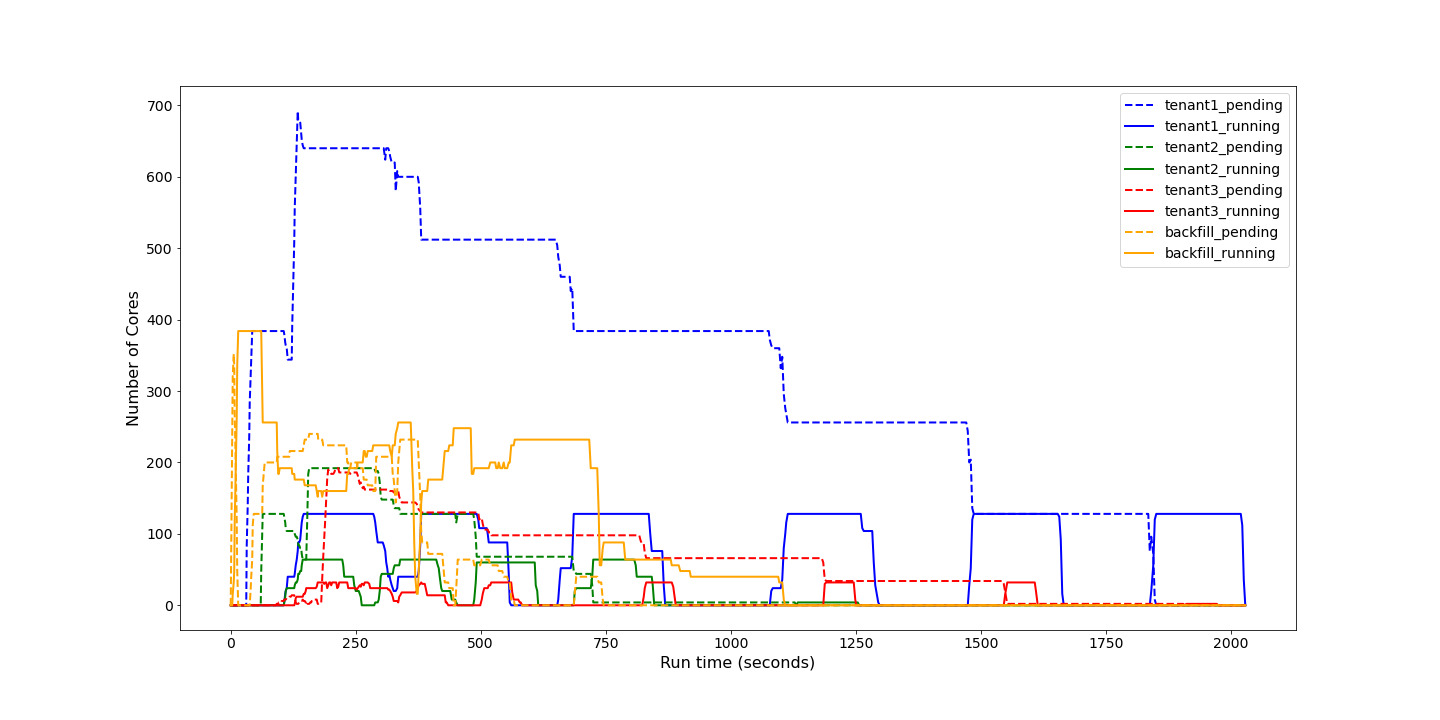 700
600
500
400
300
200
100
0
Number of Cores
0 250 500 750 1000 1250 1500 1750 2000
Run time (seconds)
tenant1_pending
tenant1_running
tenant2_pending
tenant2_running
tenant3_pending
tenant3_running
backfill_pending
backfill_running